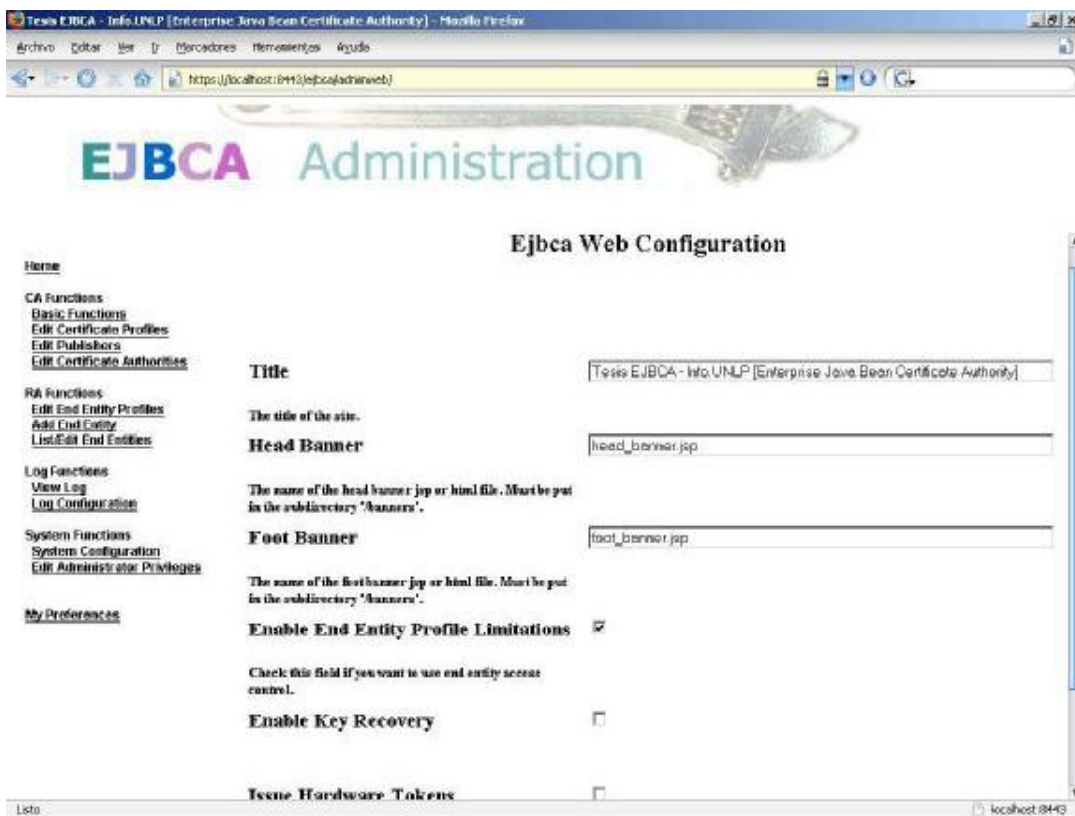 Tesis EJBCA - Info.UNLP [Enterprise Java Bean Certificate Authority] - Mozilla Firefox
Archivo Editar Ver Ir Marcadores Herramientas Ayuda
https://localhost:8443/ejbca/adminweb/
EJBCA Administration
Ejbca Web Configuration
Home
CA Functions
Basic Functions
Edit Certificate Profiles
Edit Publishers
Edit Certificate Authorities
RA Functions
Edit End Entity Profiles
Add End Entity
List/Edit End Entities
Log Functions
View Log
Log Configuration
System Functions
System Configuration
Edit Administrator Privileges
My Preferences
Title
Tesis EJBCA - Info.UNLP [Enterprise Java Bean Certificate Authority]
The title of the site.
Head Banner
head_banner.jsp
The name of the head banner jsp or html file. Must be put
in the subdirectory '/banners'.
Foot Banner
foot_banner.jsp
The name of the foot banner jsp or html file. Must be put
in the subdirectory '/banners'.
Enable End Entity Profile Limitations
Check this field if you want to use end entity access
control.
Enable Key Recovery
Issue Hardware Tokens
Listo
localhost:8443